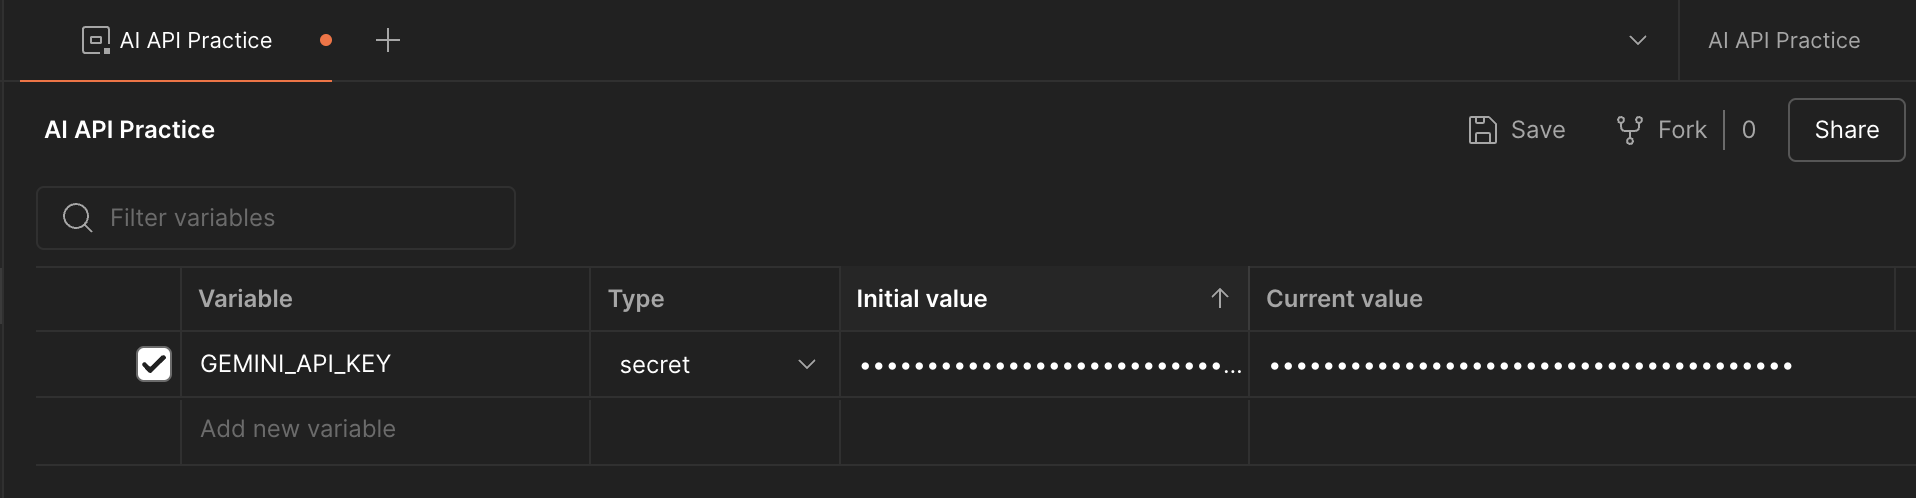 AI API Practice
AI API Practice
AI API Practice
Save
Fork
0
Share
Filter variables
Variable
Type
Initial value
Current value
GEMINI_API_KEY
secret
••••••••••••••••••••••••••••...
•••••••••••••••••••••••••••••••••••••••
Add new variable